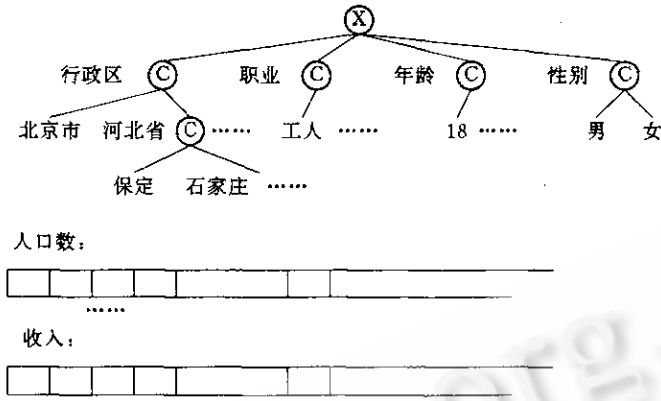 X
行政区 C 职业 C 年龄 C 性别 C
北京市 河北省 C …… 工人 …… 18 …… 男 女
保定 石家庄 ……
人口数：
……
收入：
org